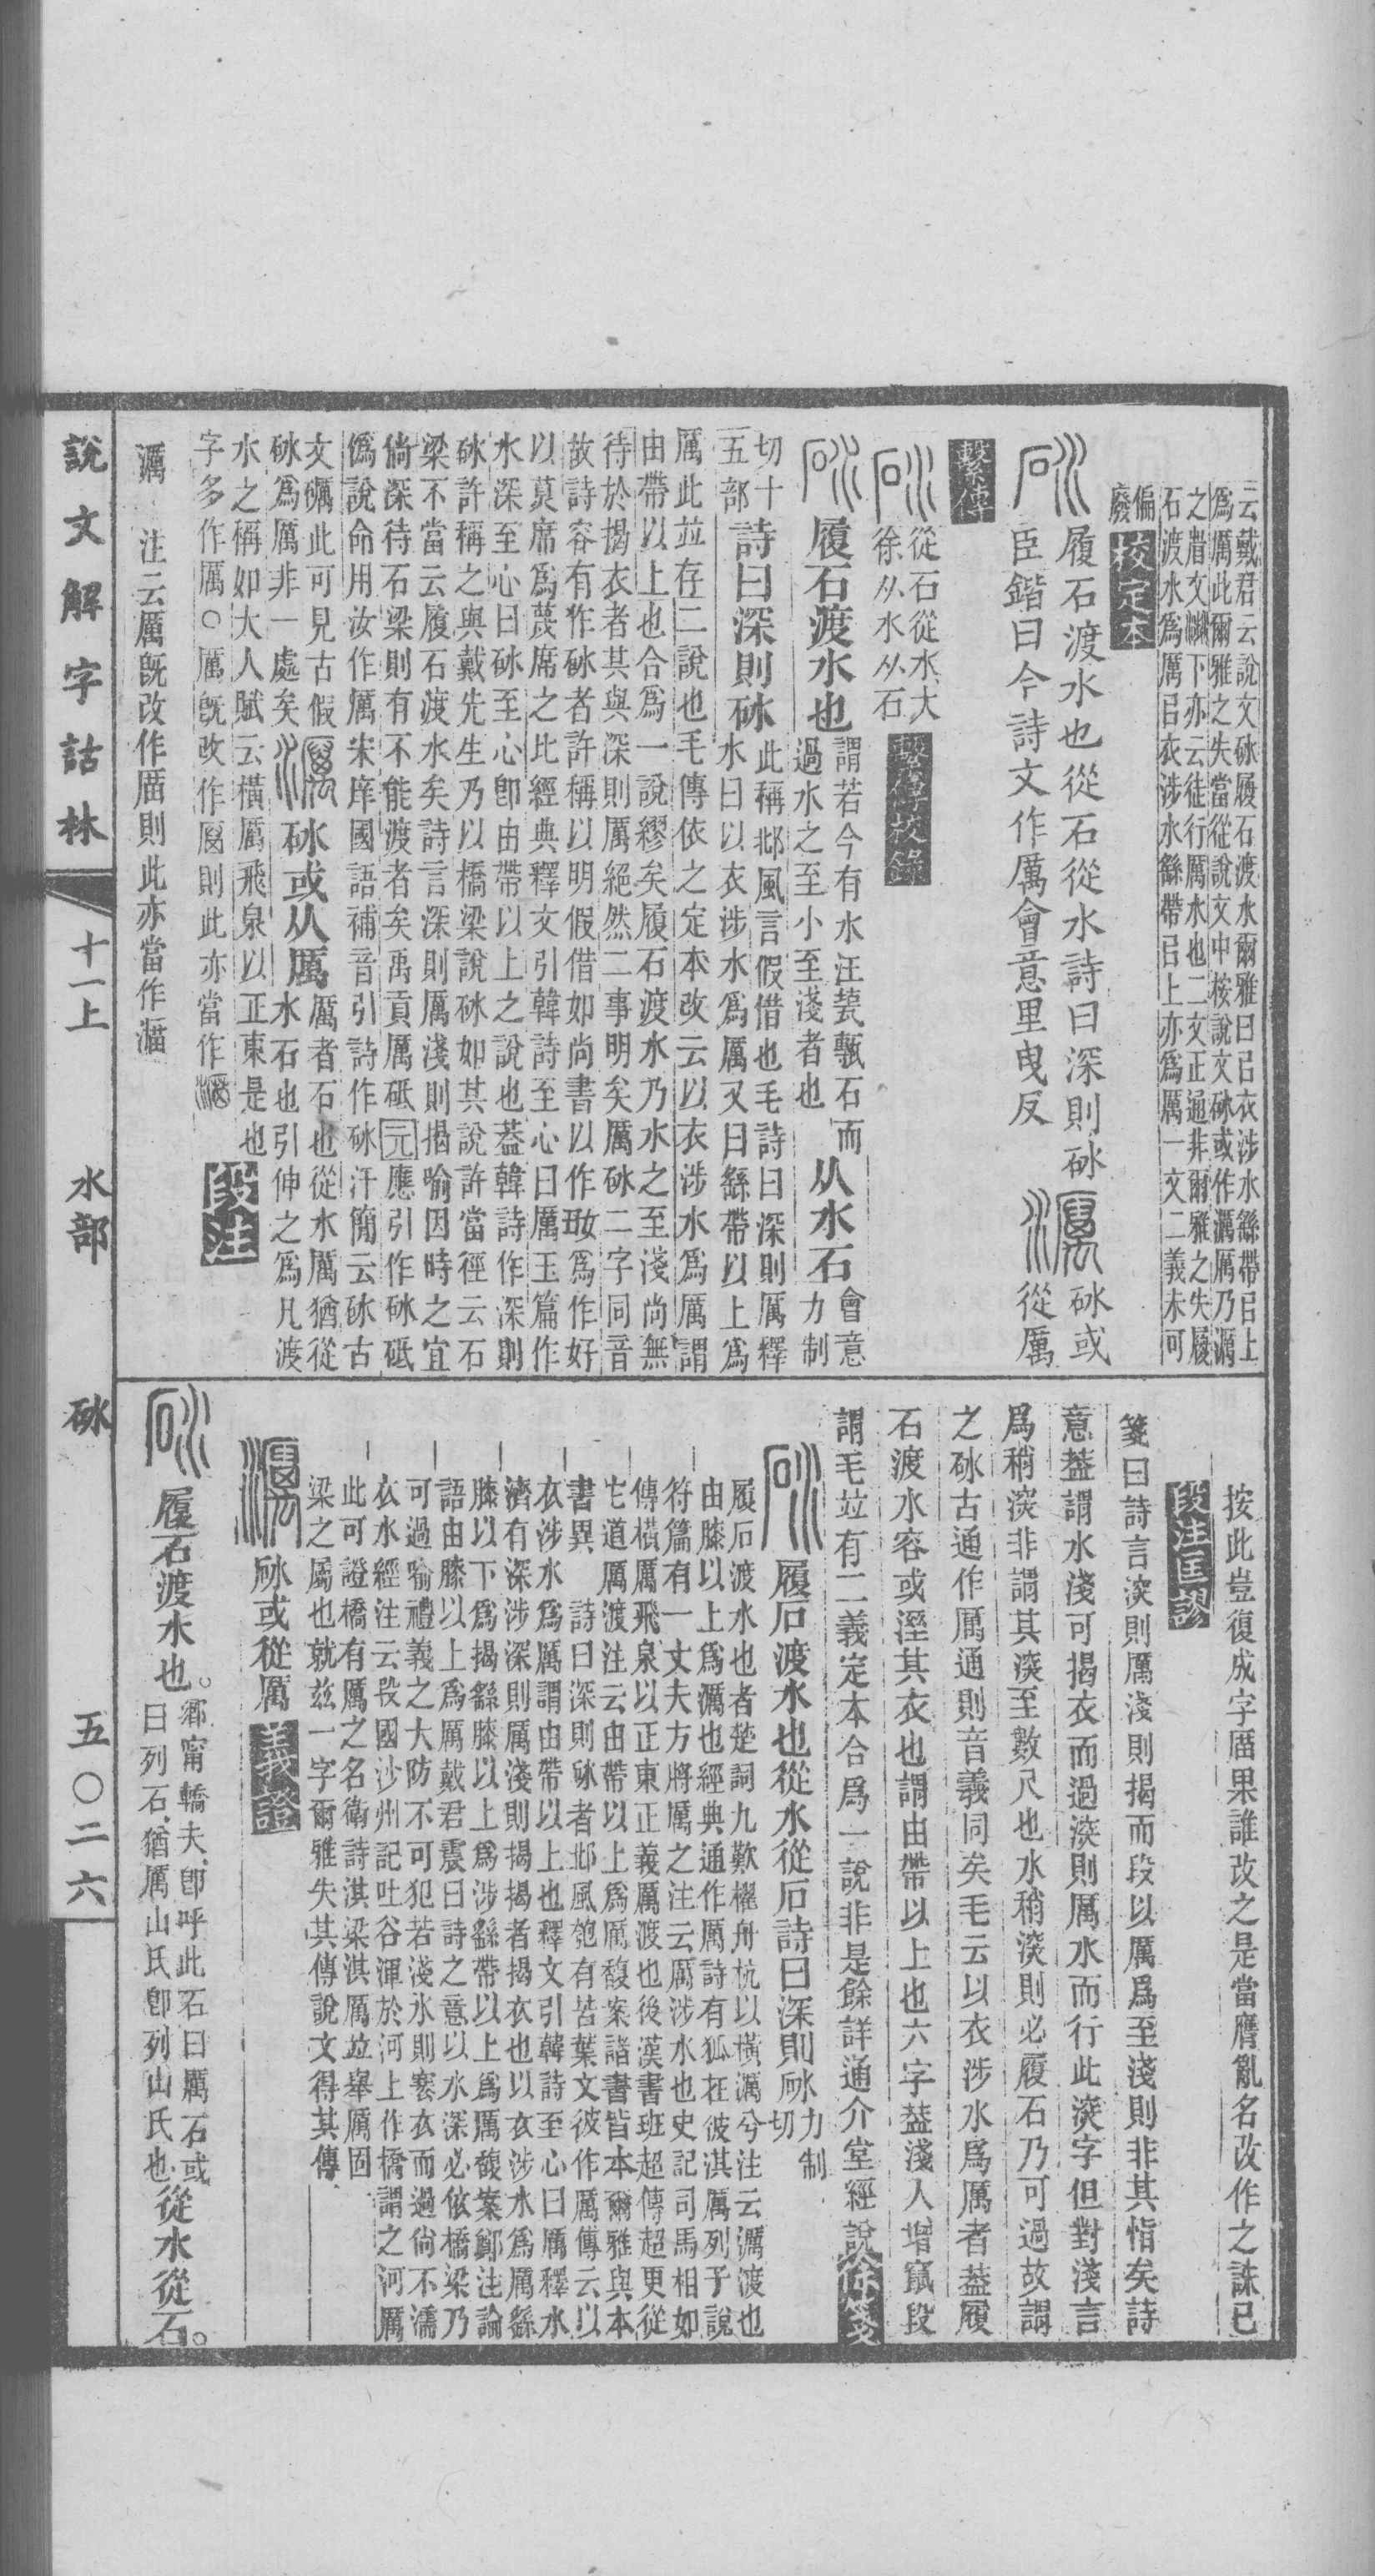 云戴君云說文砅履石渡水爾雅曰㠯衣涉水繇帶㠯上
爲厲此爾雅之失當從說文中按說文砅或作濿厲乃濿
之㫺文下亦云徒行厲水也二文正通非爾雅之失履
石渡水爲厲㠯衣涉水繇帶㠯上亦爲厲一文二義未可
偏
廢
校定本
履石渡水也從石從水詩曰深則砅
砅或
臣鍇曰今詩文作厲會意里曳反
從厲
繫傳
從石從水大
徐从水从石
繫傳校錄
履石渡水也
謂若今有水汪甃甎石而
過水之至小至淺者也
从水石
會意
力制
切十
五部
詩曰深則砅
此稱邶風言假借也毛詩曰深則厲釋
水曰以衣涉水爲厲又曰繇帶以上爲
厲此竝存二說也毛傳依之定本改云以衣涉水爲厲謂
由帶以上也合爲一說繆矣履石渡水乃水之至淺尚無
待於揭衣者其與深則厲絕然二事明矣厲砅二字同音
故詩容有作砅者許稱以明假借如尚書以作㚢爲作好
以莫席爲蔑席之比經典釋文引韓詩至心曰厲玉篇作
水深至心曰砅至心卽由帶以上之說也葢韓詩作深則
砅許稱之與戴先生乃以橋梁說砅如其說許當徑云石
梁不當云履石渡水矣詩言深則厲淺則揭喻因時之宜
倘深待石梁則有不能渡者矣禹貢厲砥元應引作砅砥
僞說命用汝作厲宋庠國語補音引詩作砅汗簡云砅古
文礪此可見古假
砅爲厲非一處矣
砅或从厲
厲者石也從水厲猶從
水石也引伸之爲凡渡
水之稱如大人賦云橫厲飛泉以正東是也
字多作厲○厲旣改作𠪋則此亦當作
段注
濿 注云厲旣改作𠪋則此亦當作
按此豈復成字𠪋果誰改之是當膺亂名改作之誅已
段注匡謬
箋曰詩言湥則厲淺則揭而段以厲爲至淺則非其恉矣詩
意葢謂水淺可揭衣而過湥則厲水而行此湥字但對淺言
爲稍湥非謂其湥至數尺也水稍湥則必履石乃可過故謂
之砅古通作厲通則音義同矣毛云以衣涉水爲厲者葢履
石渡水容或溼其衣也謂由帶以上也六字葢淺人增竄段
謂毛竝有二義定本合爲一說非是餘詳通介堂經說
徐箋
履石渡水也從水從石詩曰深則砅
力制
切
履石渡水也者楚詞九歎櫂舟杭以橫濿兮注云濿渡也
由膝以上爲濿也經典通作厲詩有狐在彼淇厲列子說
符篇有一丈夫方將厲之注云厲涉水也史記司馬相如
傳橫厲飛泉以正東正義厲渡也後漢書班超傳超更從
它道厲渡注云由帶以上爲厲馥案諸書皆本爾雅與本
書異 詩曰深則砅者邶風匏有苦葉文彼作厲傳云以
衣涉水爲厲謂由帶以上也釋文引韓詩至心曰厲釋水
濟有深涉深則厲淺則揭揭者揭衣也以衣涉水爲厲繇
膝以下爲揭繇膝以上爲涉繇帶以上爲厲馥案鄭注論
語由膝以上爲厲戴君震曰詩之意以水深必依橋梁乃
可過喻禮義之大防不可犯若淺水則褰衣而過倘不濡
衣水經注云段國沙州記吐谷渾於河上作橋謂之河厲
此可證橋有厲之名衛詩淇梁淇厲竝舉厲固
梁之屬也就茲一字爾雅失其傳說文得其傳
砅或從厲
義證
履石渡水也。
鄉甯轎夫卽呼此石曰厲石或
曰列石猶厲山氏卽列山氏也
從水從石。
說文解字詁林
十一上
水部
砅
五〇二六